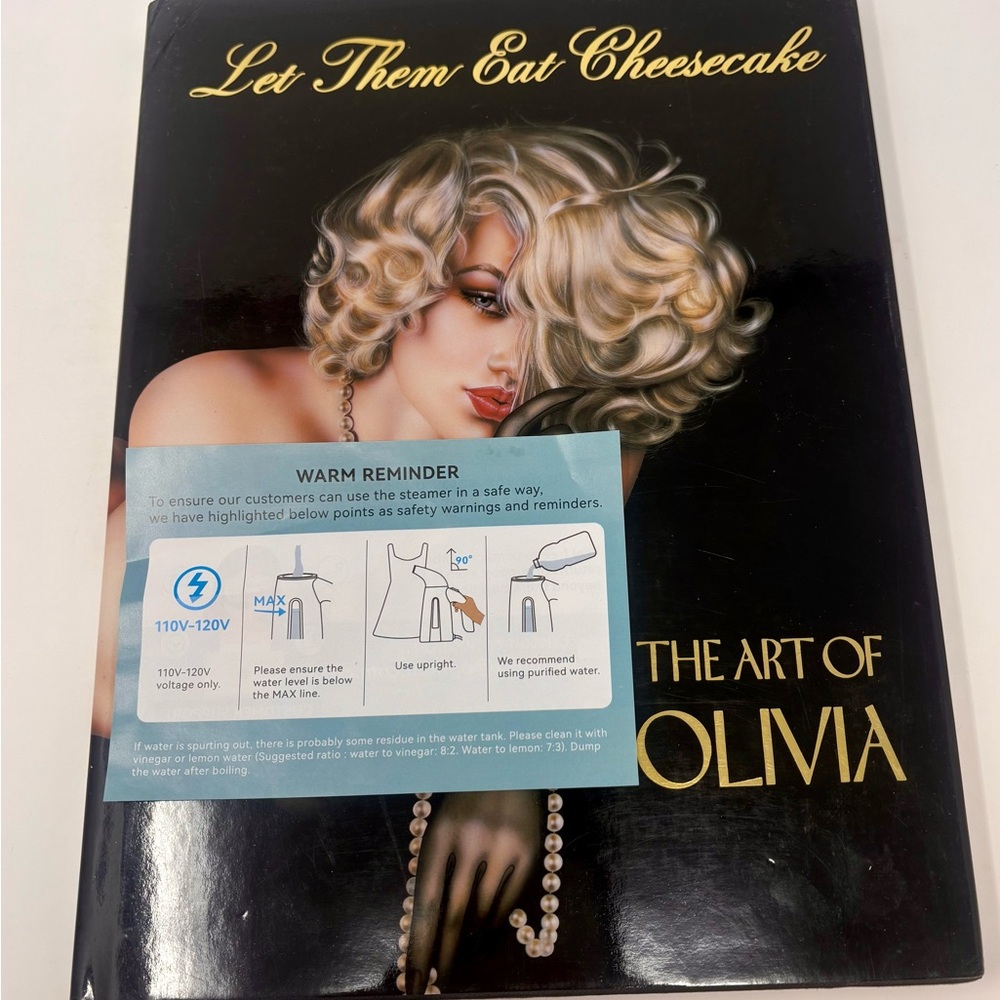 Let Them Eat Cheesecake
WARM REMINDER
To ensure our customers can use the steamer in a safe way,
we have highlighted below points as safety warnings and reminders.
110V-120V
110V-120V
voltage only.
MAX
Please ensure the
water level is below
the MAX line.
90°
Use upright.
We recommend
using purified water.
If water is spurting out, there is probably some residue in the water tank. Please clean it with
vinegar or lemon water (Suggested ratio : water to vinegar: 8:2. Water to lemon: 7:3). Dump
the water after boiling.
THE ART OF
OLIVIA